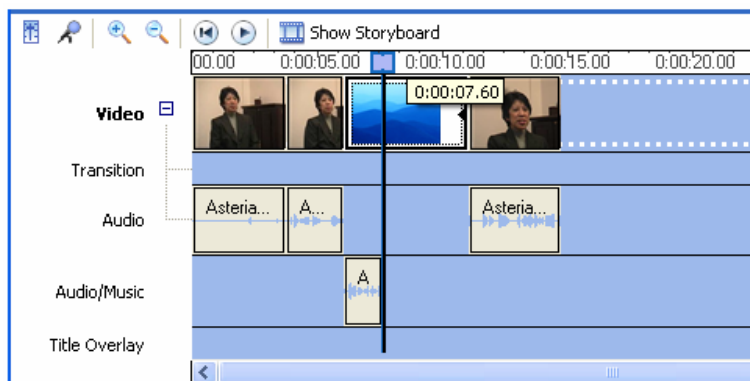 Show Storyboard
00.00 0:00:05.00 0:00:10.00 0:00:15.00 0:00:20.00
0:00:07.60
Video
Transition
Audio Asteria... A... Asteria...
Audio/Music A
Title Overlay